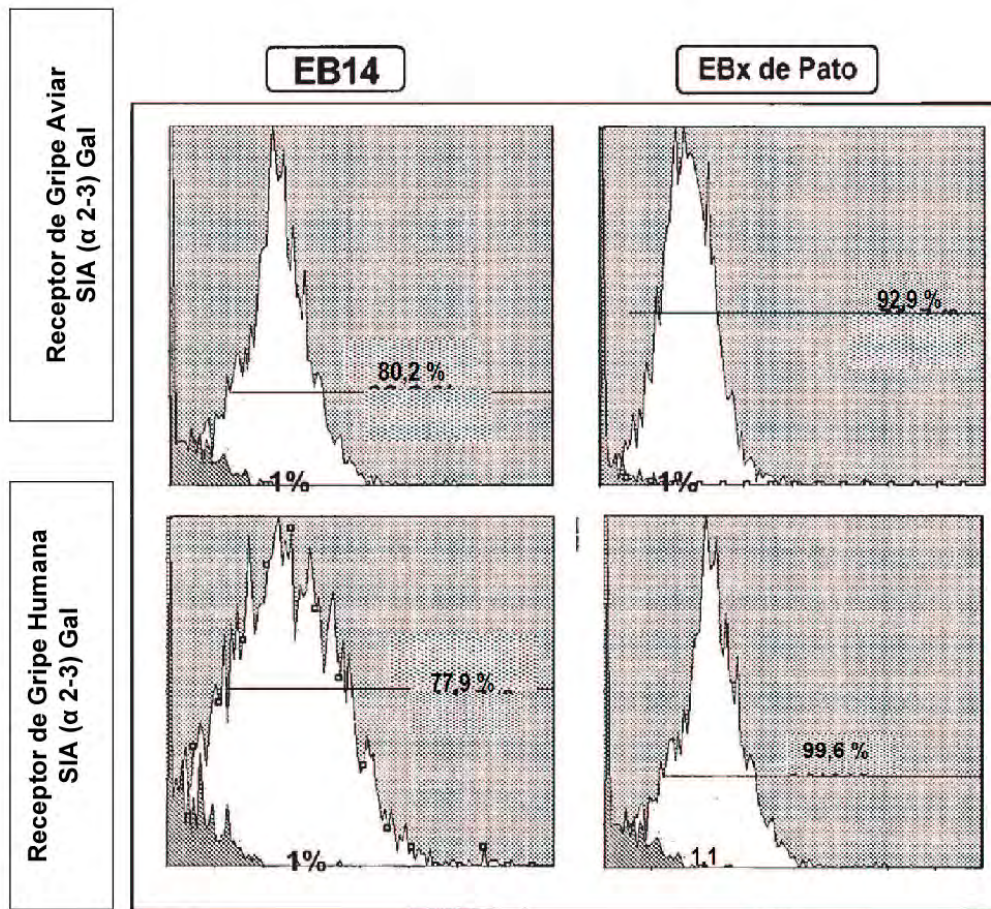 EB14
EBx de Pato
Receptor de Gripe Aviar
SIA (α 2-3) Gal
80,2 %
92,9 %
1%
1%
Receptor de Gripe Humana
SIA (α 2-3) Gal
77,9 %
99,6 %
1%
1,1